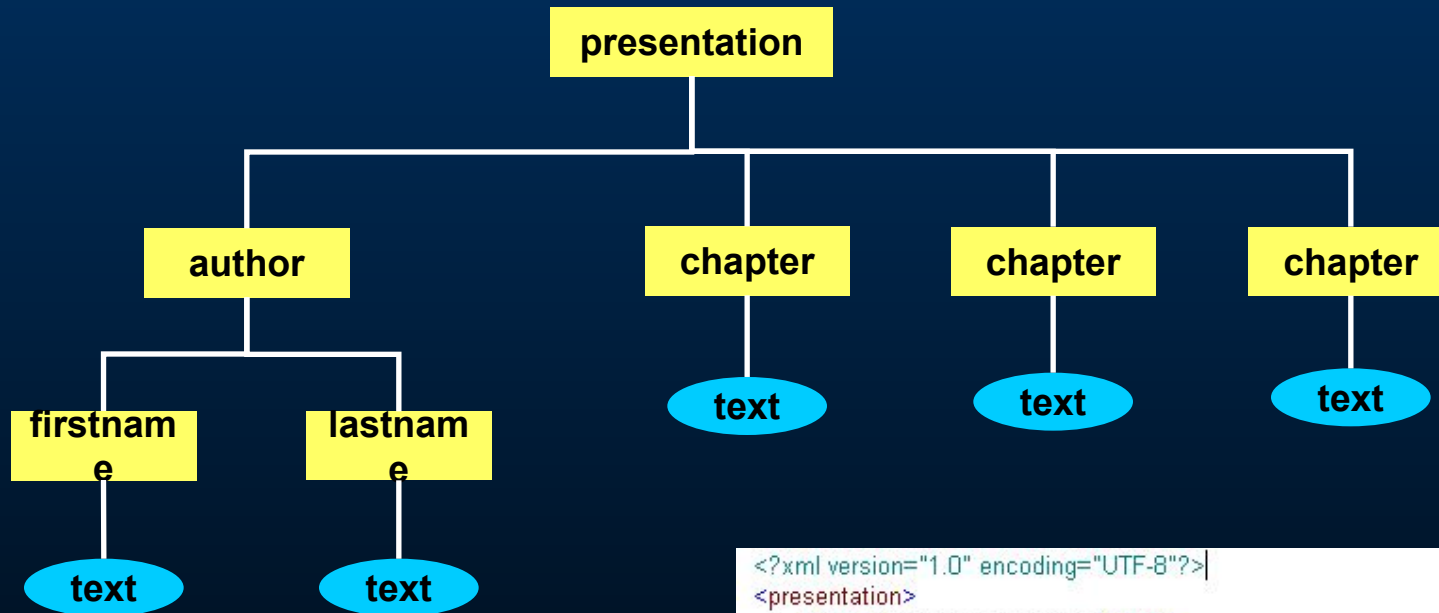 presentation
author
chapter
chapter
chapter
text
text
text
firstnam
e
lastnam
e
text
text
<?xml version="1.0" encoding="UTF-8"?>
<presentation>